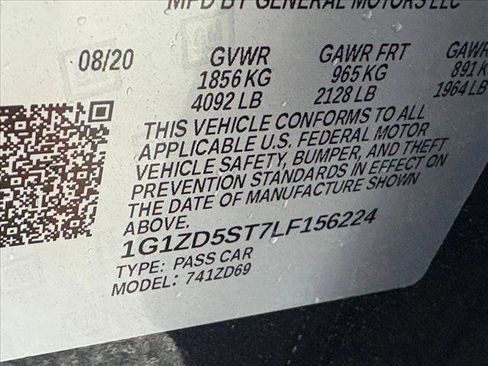 MFD BY GENERAL MOTORS LLC
08/20 GVWR GAWR FRT GAWR
1856 KG 965 KG 891 KG
4092 LB 2128 LB 1964 LB
THIS VEHICLE CONFORMS TO ALL
APPLICABLE U.S. FEDERAL MOTOR
VEHICLE SAFETY, BUMPER, AND THEFT
PREVENTION STANDARDS IN EFFECT ON
THE DATE OF MANUFACTURE SHOWN
ABOVE.
1G1ZD5ST7LF156224
TYPE: PASS CAR
MODEL: 741ZD69